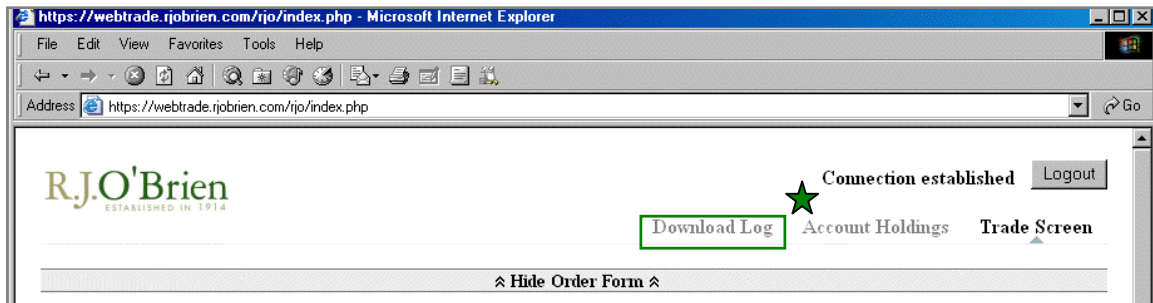 https://webtrade.rjobrien.com/rjo/index.php - Microsoft Internet Explorer
File Edit View Favorites Tools Help
Address https://webtrade.rjobrien.com/rjo/index.php Go
R.J.O'Brien
ESTABLISHED IN 1914
Connection established Logout
Download Log Account Holdings Trade Screen
Hide Order Form